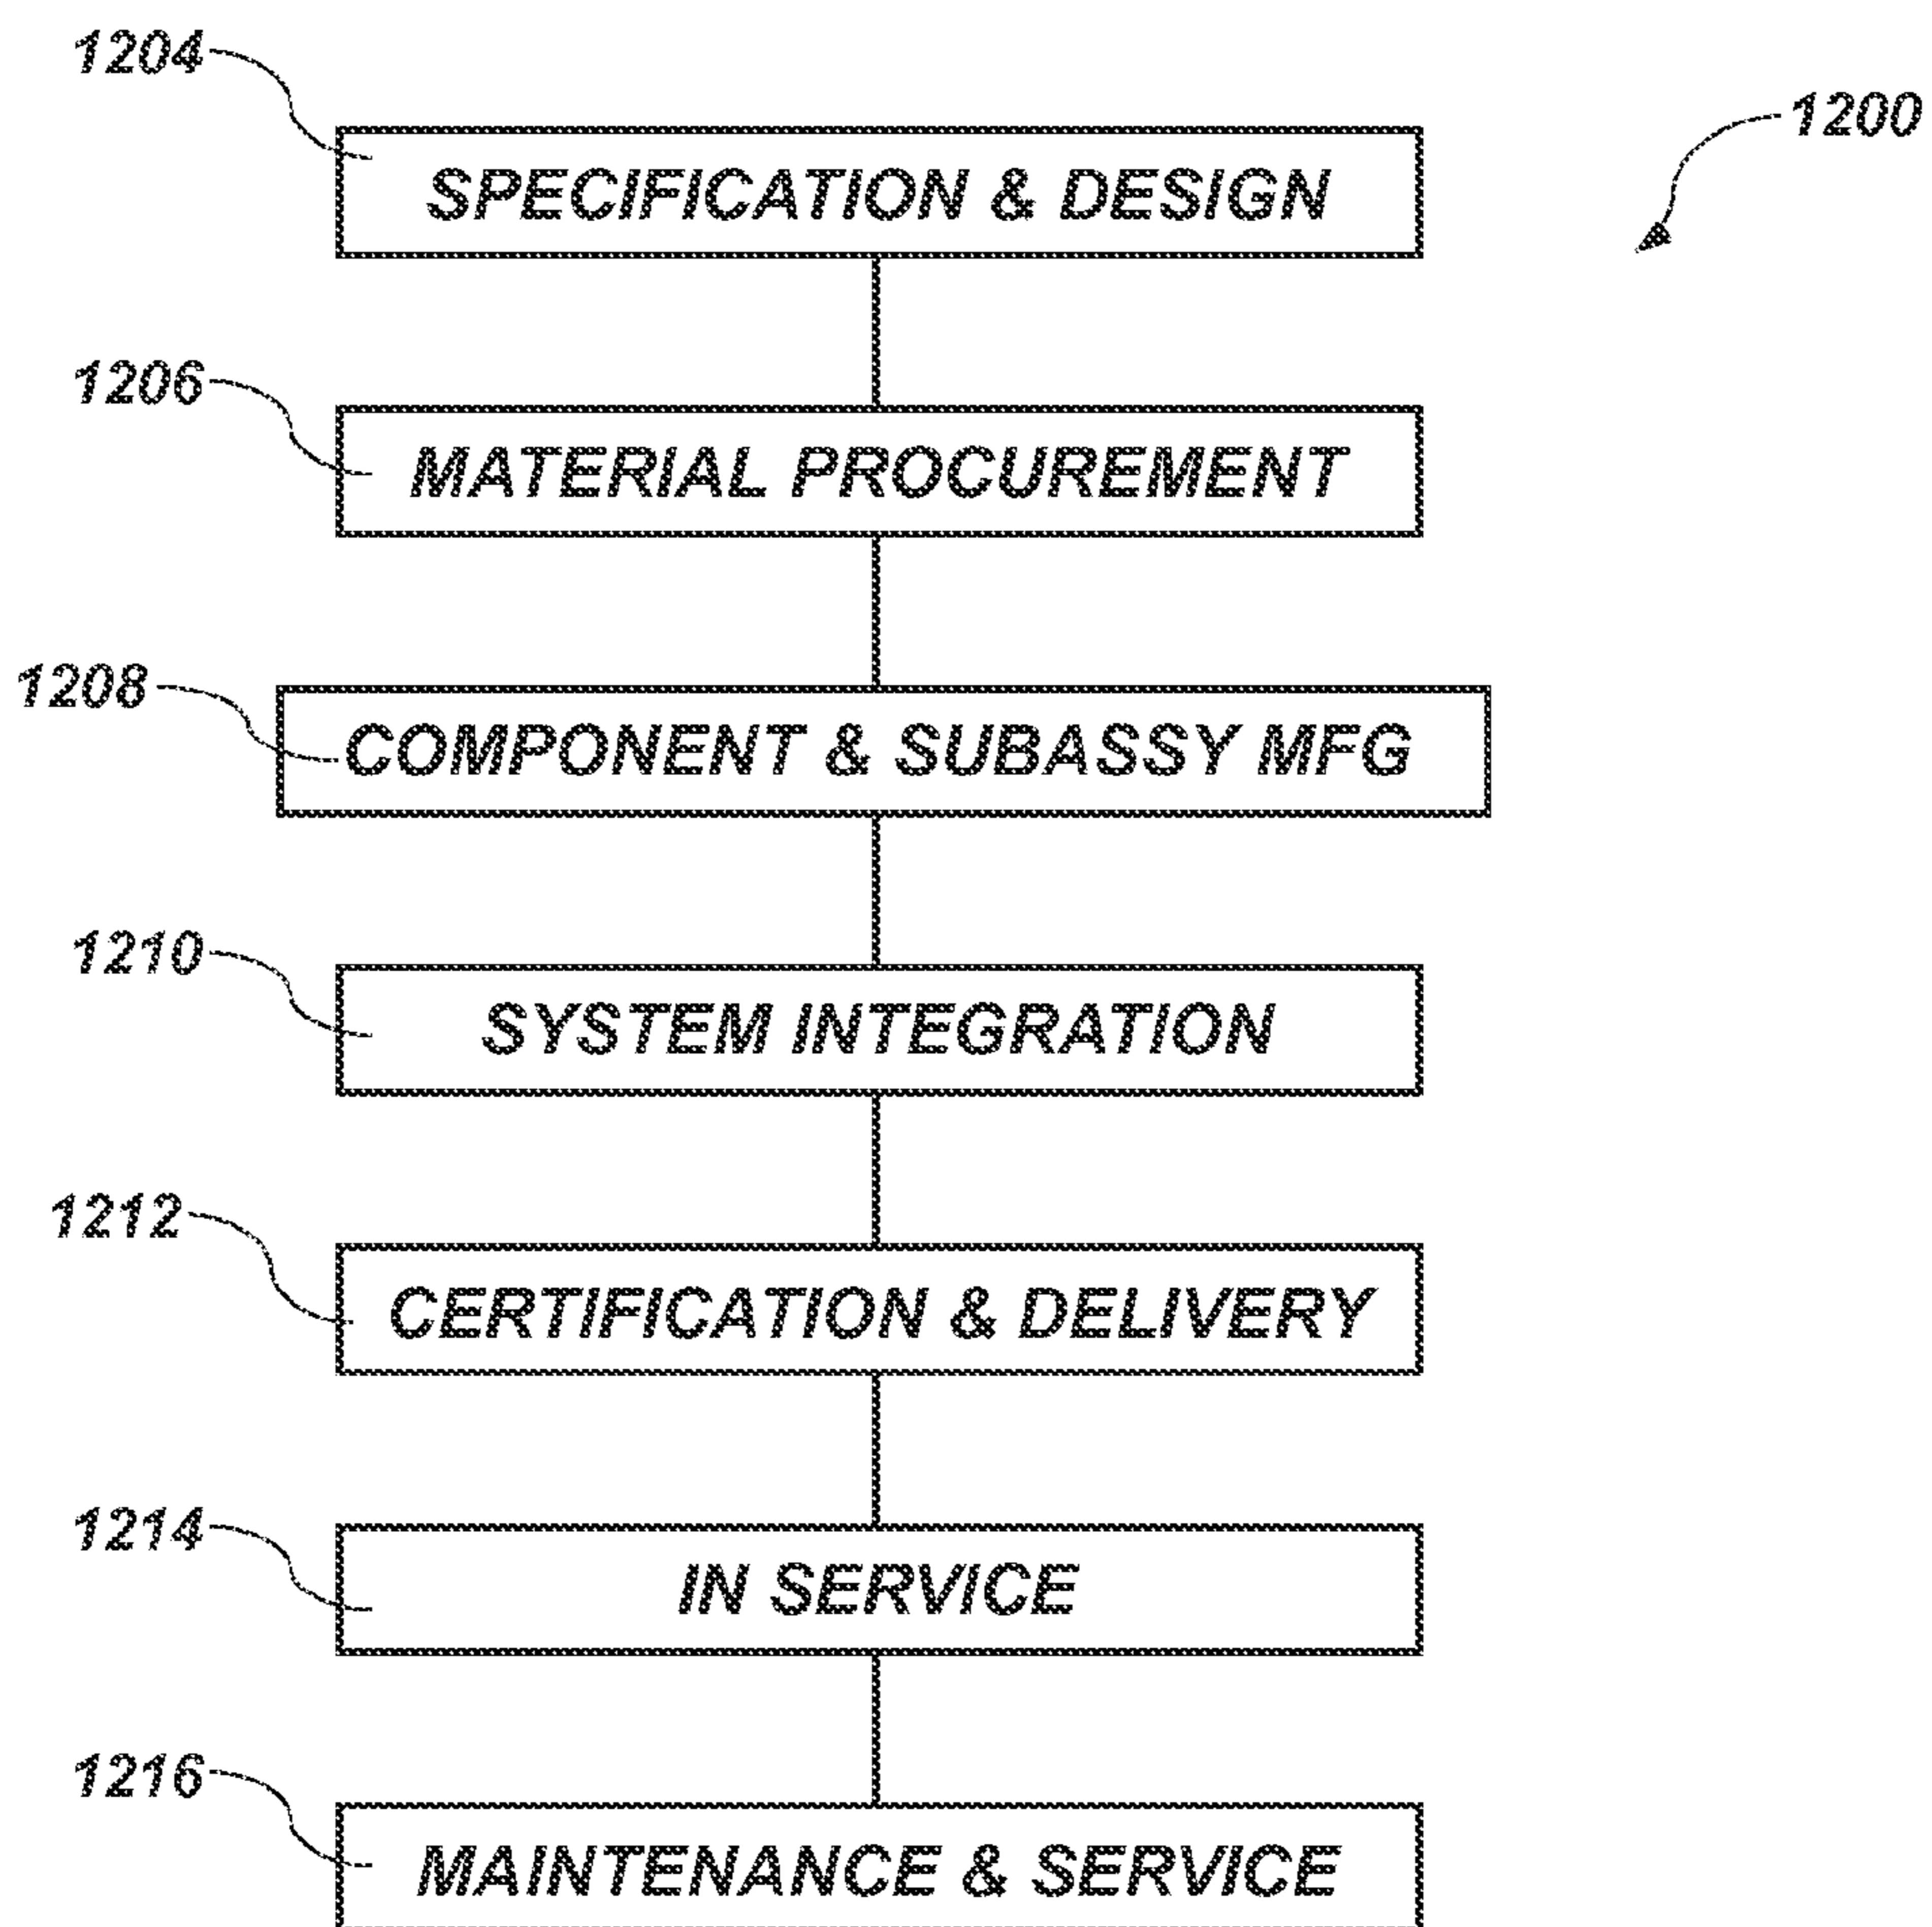 1204
1200
SPECIFICATION & DESIGN
1206
MATERIAL PROCUREMENT
1208
COMPONENT & SUBASSY MFG
1210
SYSTEM INTEGRATION
1212
CERTIFICATION & DELIVERY
1214
IN SERVICE
1216
MAINTENANCE & SERVICE